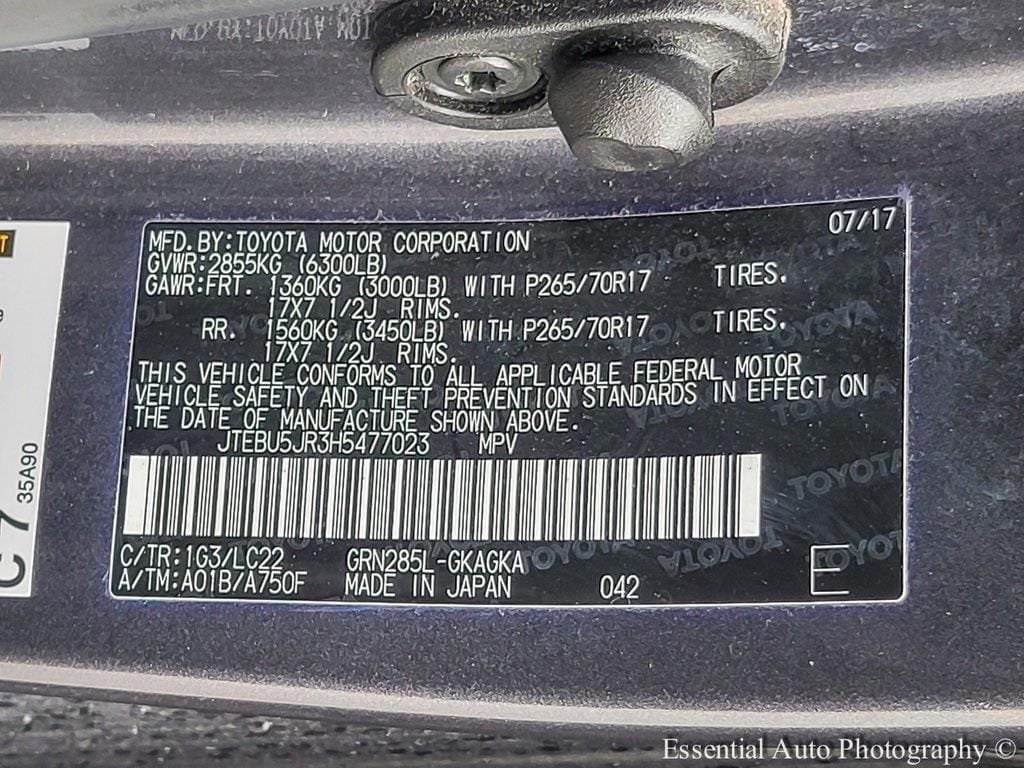 07/17
MFD. BY: TOYOTA MOTOR CORPORATION
GVWR: 2855KG (6300LB)
GAWR: FRT. 1360KG (3000LB) WITH P265/70R17 TIRES.
17X7 1/2J RIMS.
RR. 1560KG (3450LB) WITH P265/70R17 TIRES.
17X7 1/2J RIMS.
THIS VEHICLE CONFORMS TO ALL APPLICABLE FEDERAL MOTOR
VEHICLE SAFETY AND THEFT PREVENTION STANDARDS IN EFFECT ON
THE DATE OF MANUFACTURE SHOWN ABOVE.
JTEBU5JR3H5477023 MPV
C/TR: 1G3/LC22 GRN285L-GKAGKA
A/TM: A01B/A750F MADE IN JAPAN 042 E
TOYOTA
35A90
Essential Auto Photography ©